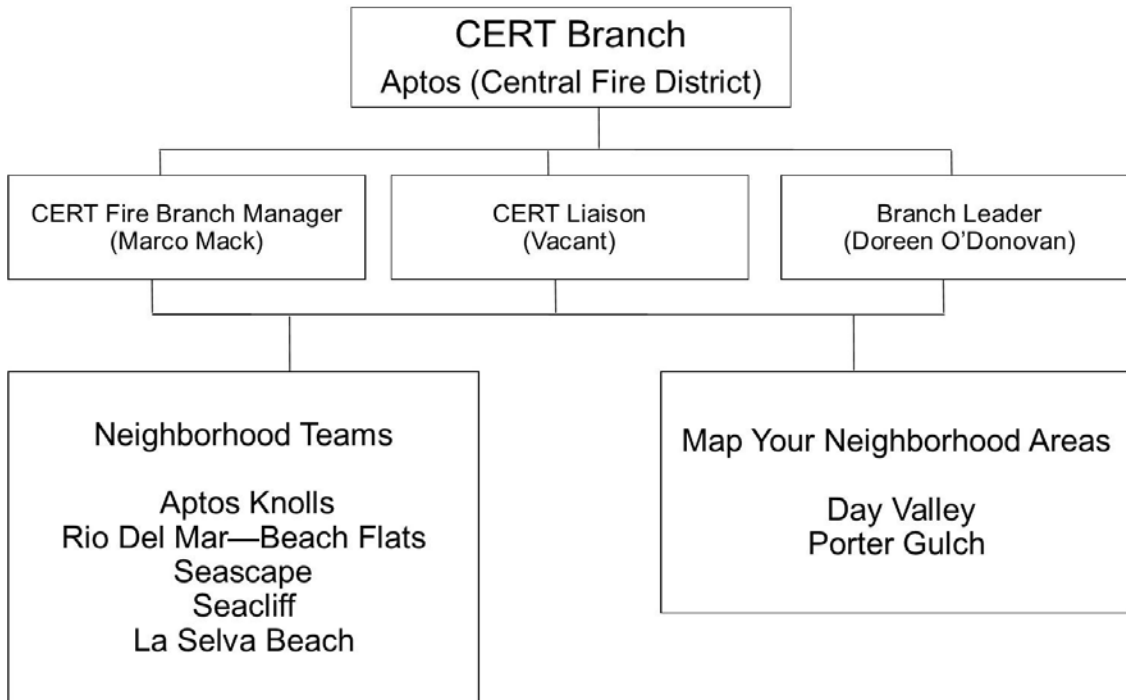 CERT Branch
Aptos (Central Fire District)
CERT Fire Branch Manager
(Marco Mack)
CERT Liaison
(Vacant)
Branch Leader
(Doreen O’Donovan)
Neighborhood Teams
Aptos Knolls
Rio Del Mar—Beach Flats
Seascape
Seacliff
La Selva Beach
Map Your Neighborhood Areas
Day Valley
Porter Gulch